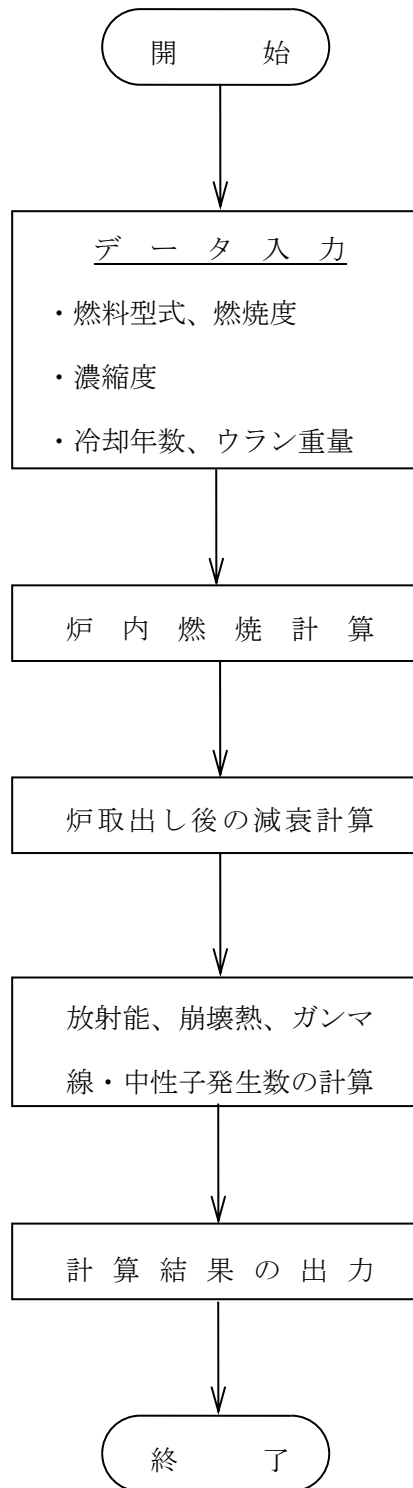 開 始
データ入力
・燃料型式、燃焼度
・濃縮度
・冷却年数、ウラン重量
炉内燃焼計算
炉取出し後の減衰計算
放射能、崩壊熱、ガンマ
線・中性子発生数の計算
計算結果の出力
終 了